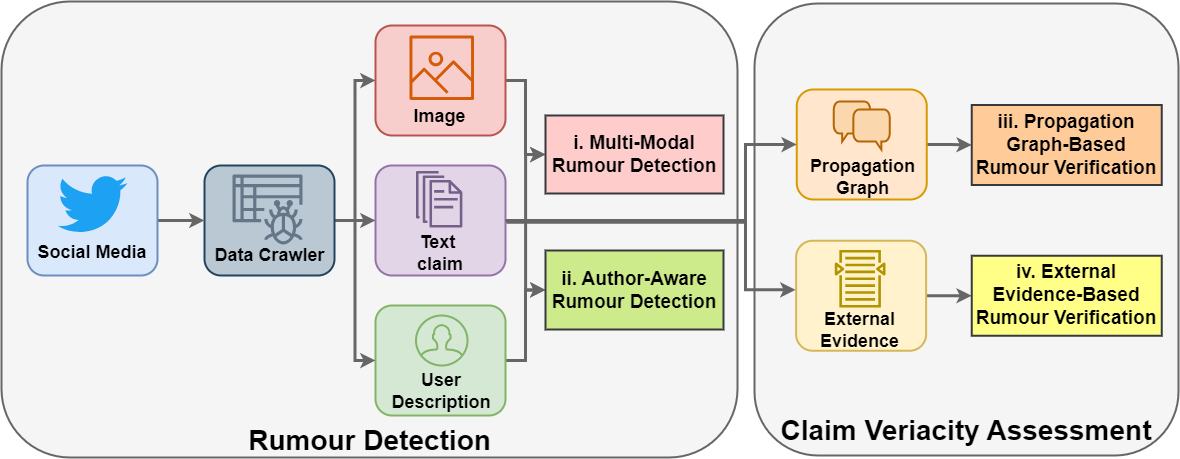 Social Media
Data Crawler
Image
Text
claim
User
Description
i. Multi-Modal
Rumour Detection
ii. Author-Aware
Rumour Detection
Rumour Detection
Propagation
Graph
External
Evidence
iii. Propagation
Graph-Based
Rumour Verification
iv. External
Evidence-Based
Rumour Verification
Claim Veriacity Assessment